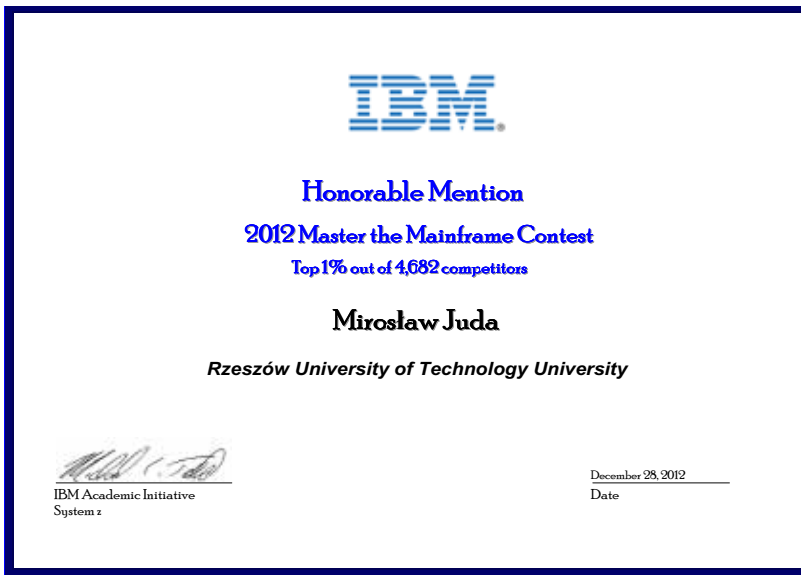 IBM®
Honorable Mention
2012 Master the Mainframe Contest
Top 1% out of 4,682 competitors
Mirosław Juda
Rzeszów University of Technology University
December 28, 2012
IBM Academic Initiative
System z
Date